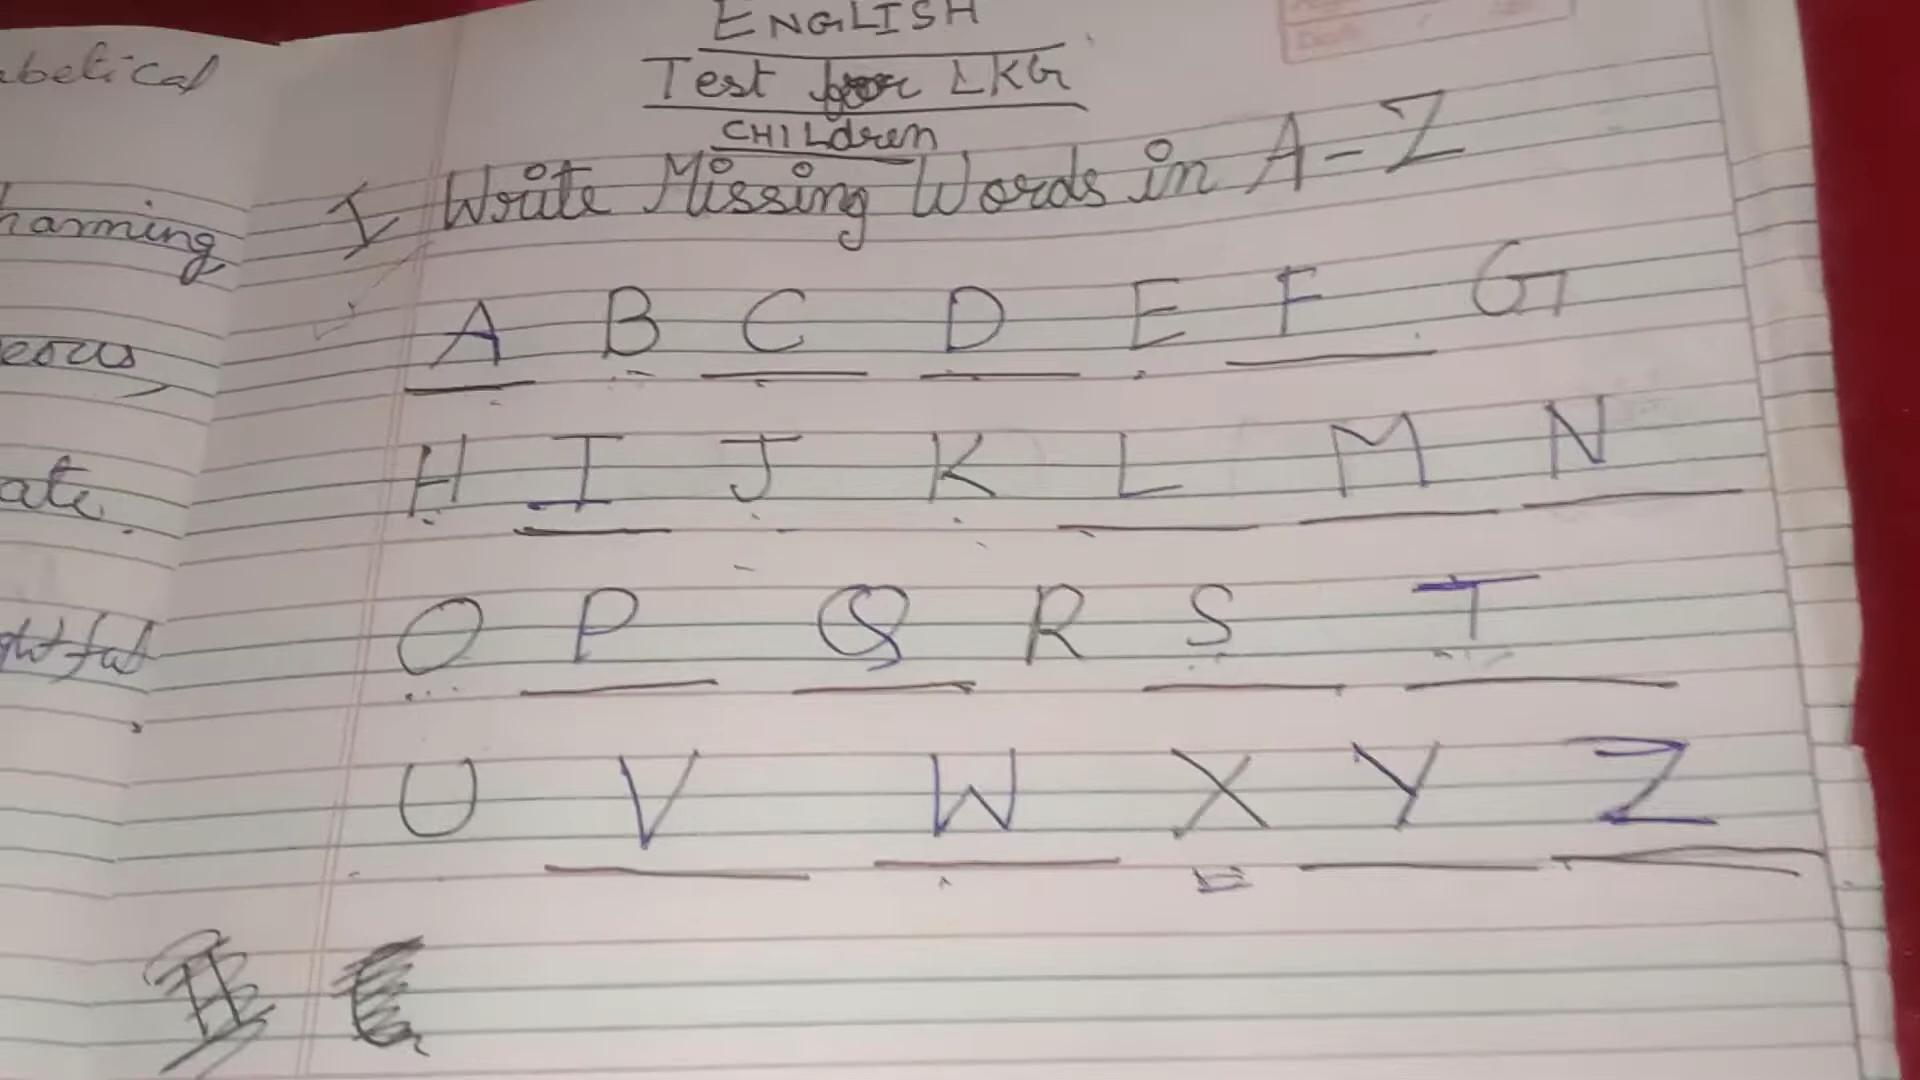 ENGLISH
Test for LKG
CHILdren
I Write Missing Words in A-Z
A B C D E F G
H I J K L M N
O P Q R S T
U V W X Y Z